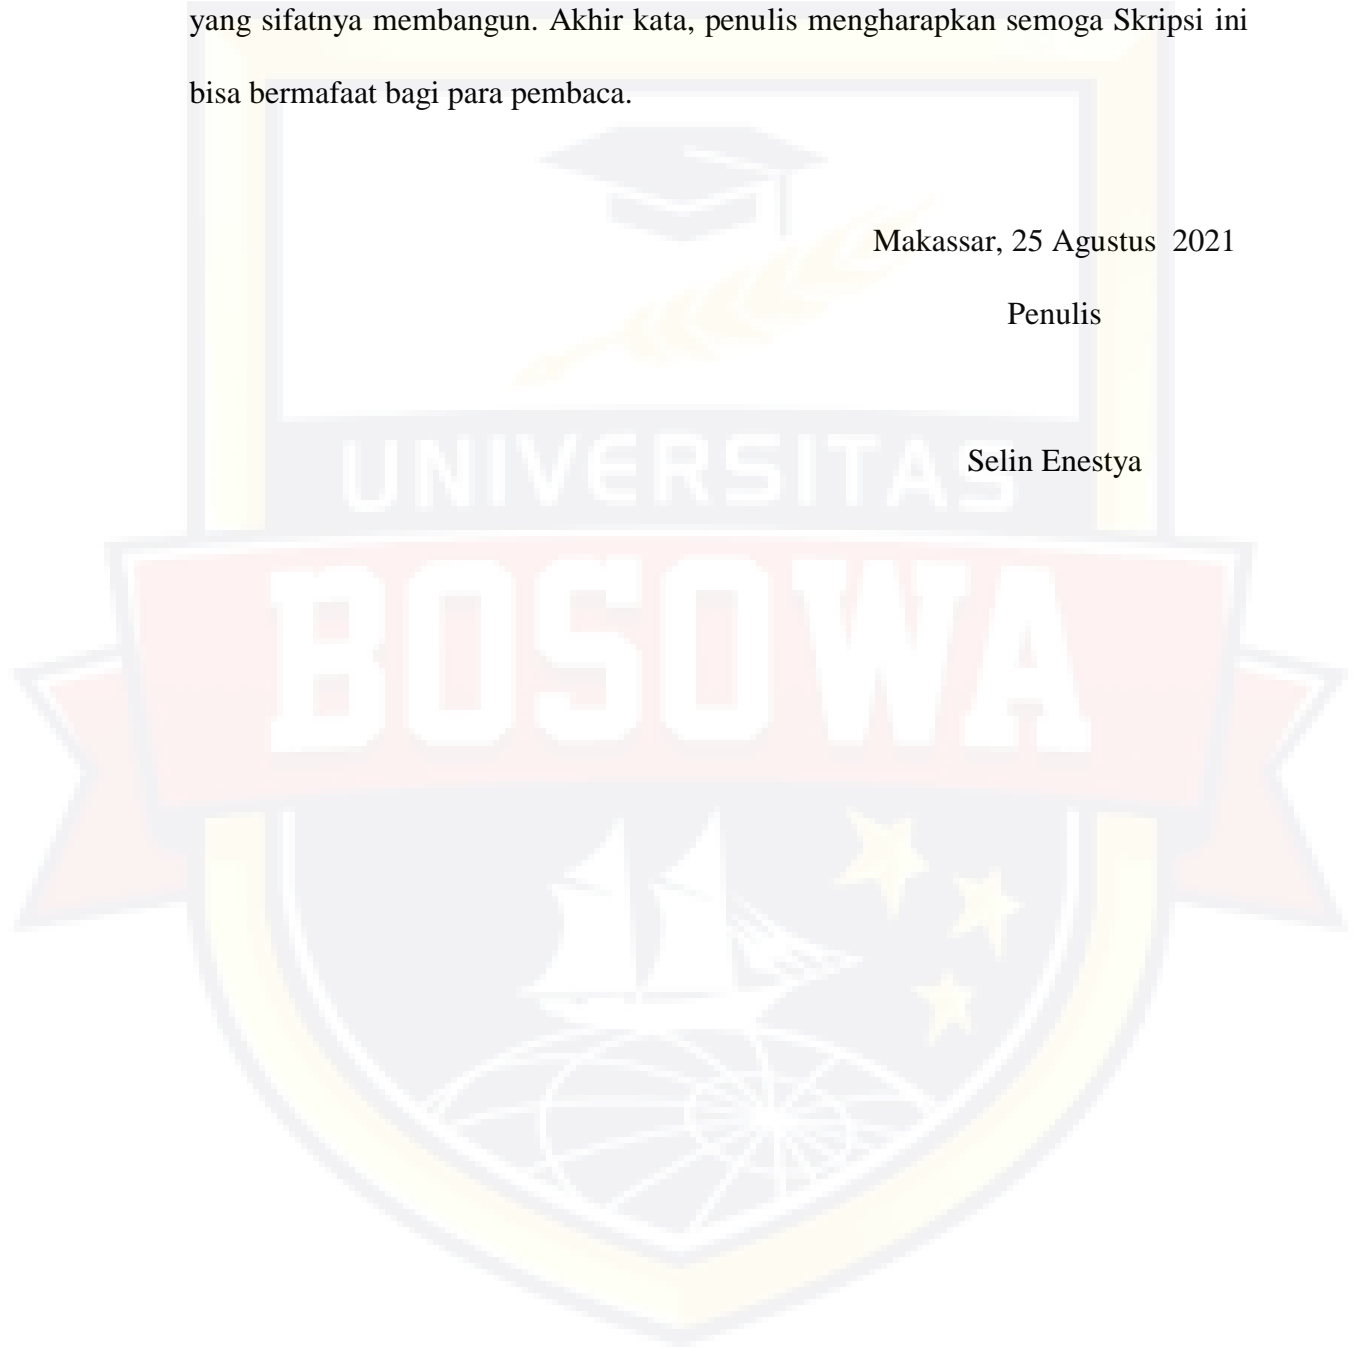 yang sifatnya membangun. Akhir kata, penulis mengharapkan semoga Skripsi ini
bisa bermafaat bagi para pembaca.
Makassar, 25 Agustus 2021
Penulis
Selin Enestya
UNIVERSITAS
BOSOWA